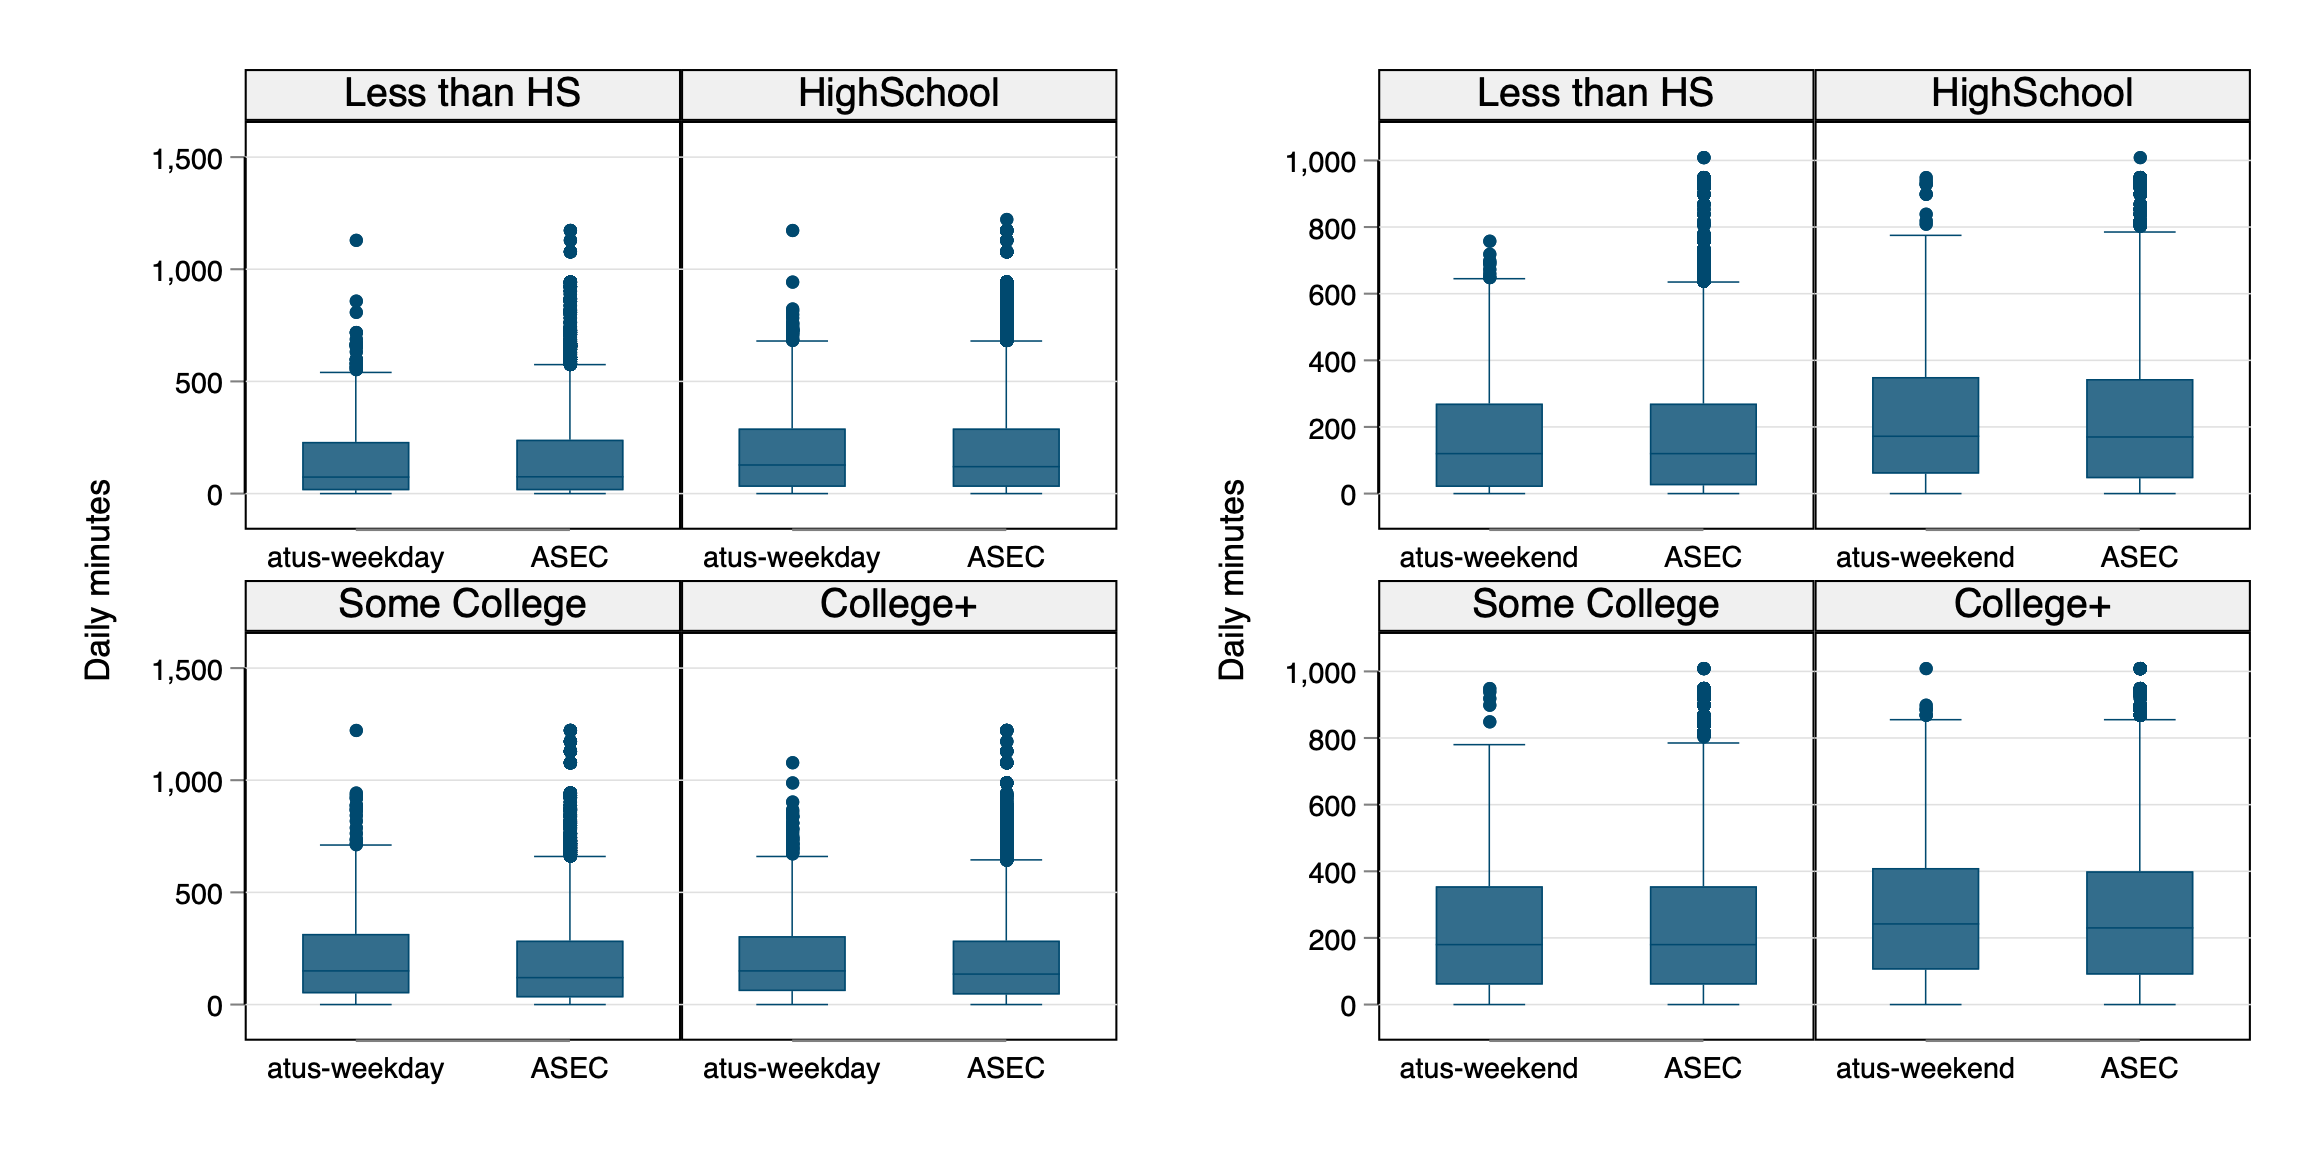 Less than HS HighSchool
1,500
1,000
500
0
atus-weekday ASEC atus-weekday ASEC
Some College College+
1,500
1,000
500
0
atus-weekday ASEC atus-weekday ASEC
Daily minutes
Less than HS HighSchool
1,000
800
600
400
200
0
atus-weekend ASEC atus-weekend ASEC
Some College College+
1,000
800
600
400
200
0
atus-weekend ASEC atus-weekend ASEC
Daily minutes